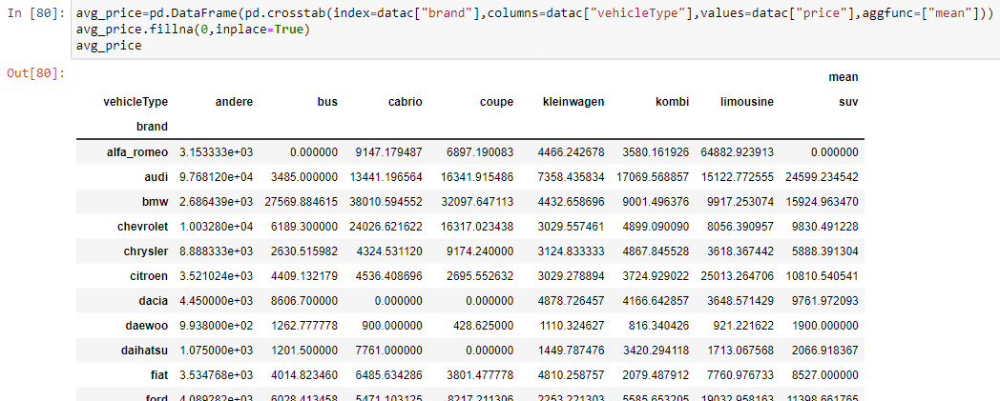 In [80]: avg_price=pd.DataFrame(pd.crosstab(index=datac["brand"],columns=datac["vehicleType"],values=datac["price"],aggfunc=["mean"]))
avg_price.fillna(0,inplace=True)
avg_price
Out[80]:
mean
vehicleType andere bus cabrio coupe kleinwagen kombi limousine suv
brand
alfa_romeo 3.153333e+03 0.000000 9147.179487 6897.190083 4466.242678 3580.161926 64882.923913 0.000000
audi 9.768120e+04 3485.000000 13441.196564 16341.915486 7358.435834 17069.568857 15122.772555 24599.234542
bmw 2.686439e+03 27569.884615 38010.594552 32097.647113 4432.658696 9001.496376 9917.253074 15924.963470
chevrolet 1.003280e+04 6189.300000 24026.621622 16317.023438 3029.557461 4899.090090 8056.390957 9830.491228
chrysler 8.888333e+03 2630.515982 4324.531120 9174.240000 3124.833333 4867.845528 3618.367442 5888.391304
citroen 3.521024e+03 4409.132179 4536.408696 2695.552632 3029.278894 3724.929022 25013.264706 10810.540541
dacia 4.450000e+03 8606.700000 0.000000 0.000000 4878.726457 4166.642857 3648.571429 9761.972093
daewoo 9.938000e+02 1262.777778 900.000000 428.625000 1110.324627 816.340426 921.221622 1900.000000
daihatsu 1.075000e+03 1201.500000 7761.000000 0.000000 1449.787476 3420.294118 1713.067568 2066.918367
fiat 3.534768e+03 4014.823460 6485.634286 3801.477778 4810.258757 2079.487912 7760.976733 8527.000000
ford 4.089282e+03 6028.413458 5471.103125 8217.211306 2253.221303 5585.653205 19032.958163 11398.661765